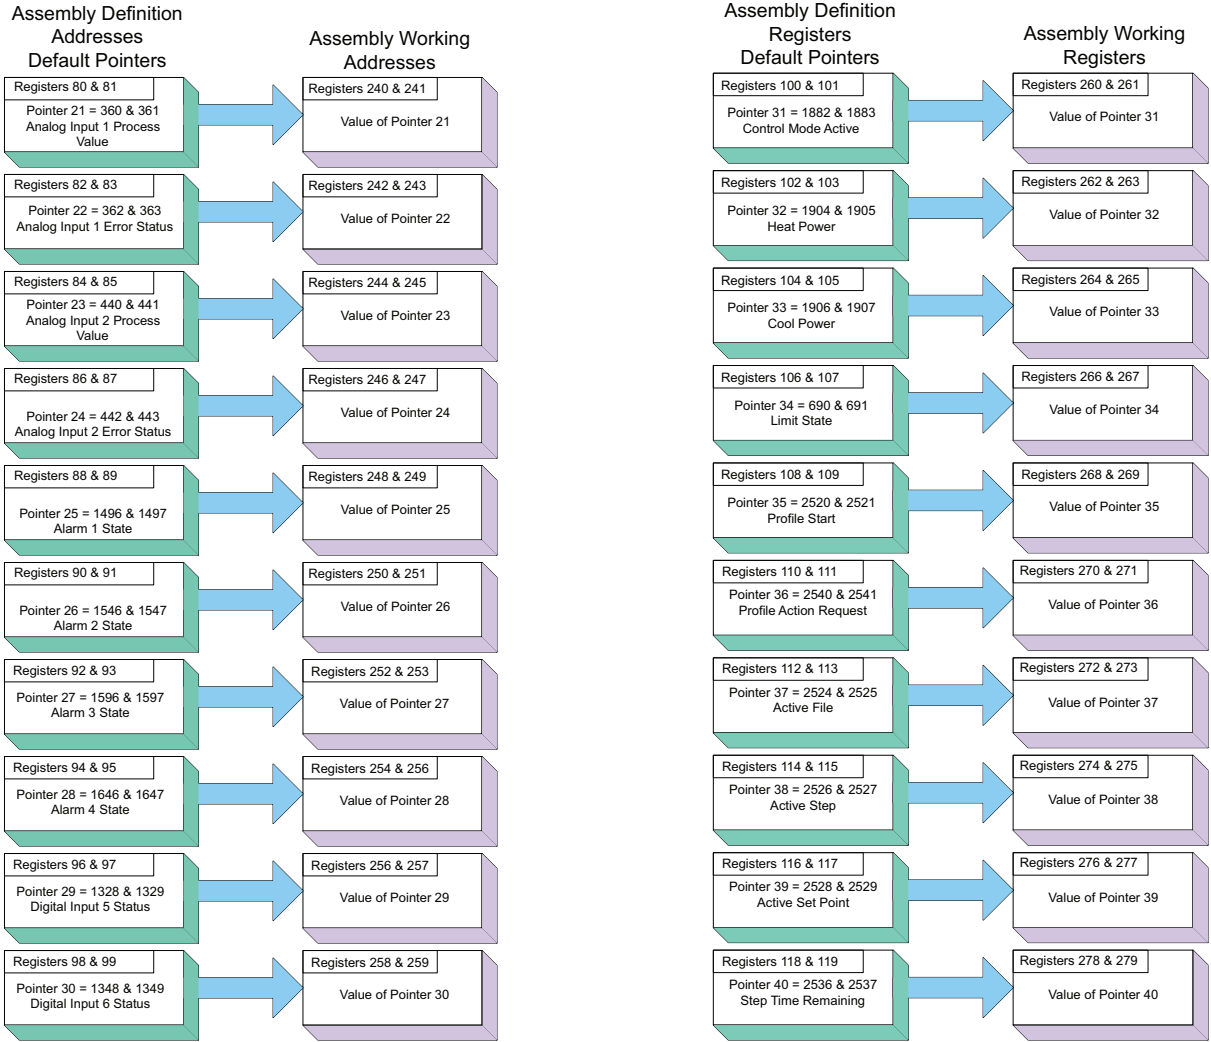 Assembly Definition
Addresses
Default Pointers
Assembly Working
Addresses
Registers 80 & 81
Pointer 21 = 360 & 361
Analog Input 1 Process
Value
Registers 240 & 241
Value of Pointer 21
Registers 82 & 83
Pointer 22 = 362 & 363
Analog Input 1 Error Status
Registers 242 & 243
Value of Pointer 22
Registers 84 & 85
Pointer 23 = 440 & 441
Analog Input 2 Process
Value
Registers 244 & 245
Value of Pointer 23
Registers 86 & 87
Pointer 24 = 442 & 443
Analog Input 2 Error Status
Registers 246 & 247
Value of Pointer 24
Registers 88 & 89
Pointer 25 = 1496 & 1497
Alarm 1 State
Registers 248 & 249
Value of Pointer 25
Registers 90 & 91
Pointer 26 = 1546 & 1547
Alarm 2 State
Registers 250 & 251
Value of Pointer 26
Registers 92 & 93
Pointer 27 = 1596 & 1597
Alarm 3 State
Registers 252 & 253
Value of Pointer 27
Registers 94 & 95
Pointer 28 = 1646 & 1647
Alarm 4 State
Registers 254 & 256
Value of Pointer 28
Registers 96 & 97
Pointer 29 = 1328 & 1329
Digital Input 5 Status
Registers 256 & 257
Value of Pointer 29
Registers 98 & 99
Pointer 30 = 1348 & 1349
Digital Input 6 Status
Registers 258 & 259
Value of Pointer 30
Assembly Definition
Registers
Default Pointers
Assembly Working
Registers
Registers 100 & 101
Pointer 31 = 1882 & 1883
Control Mode Active
Registers 260 & 261
Value of Pointer 31
Registers 102 & 103
Pointer 32 = 1904 & 1905
Heat Power
Registers 262 & 263
Value of Pointer 32
Registers 104 & 105
Pointer 33 = 1906 & 1907
Cool Power
Registers 264 & 265
Value of Pointer 33
Registers 106 & 107
Pointer 34 = 690 & 691
Limit State
Registers 266 & 267
Value of Pointer 34
Registers 108 & 109
Pointer 35 = 2520 & 2521
Profile Start
Registers 268 & 269
Value of Pointer 35
Registers 110 & 111
Pointer 36 = 2540 & 2541
Profile Action Request
Registers 270 & 271
Value of Pointer 36
Registers 112 & 113
Pointer 37 = 2524 & 2525
Active File
Registers 272 & 273
Value of Pointer 37
Registers 114 & 115
Pointer 38 = 2526 & 2527
Active Step
Registers 274 & 275
Value of Pointer 38
Registers 116 & 117
Pointer 39 = 2528 & 2529
Active Set Point
Registers 276 & 277
Value of Pointer 39
Registers 118 & 119
Pointer 40 = 2536 & 2537
Step Time Remaining
Registers 278 & 279
Value of Pointer 40